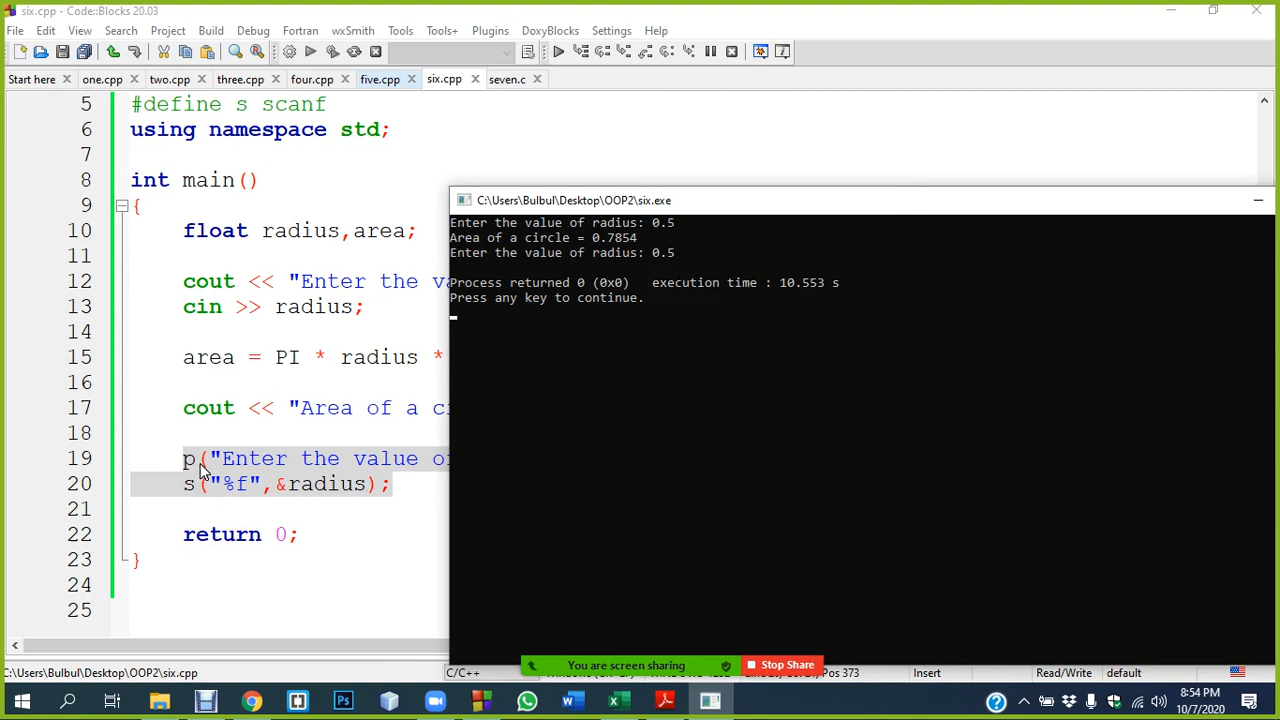 six.cpp - Code::Blocks 20.03
File Edit View Search Project Build Debug Fortran wxSmith Tools Tools+ Plugins DoxyBlocks Settings Help
Start here one.cpp two.cpp three.cpp four.cpp five.cpp six.cpp seven.c
5 #define s scanf
6 using namespace std;
7
8 int main()
9 {
10 float radius,area;
11
12 cout << "Enter the va
13 cin >> radius;
14
15 area = PI * radius *
16
17 cout << "Area of a ci
18
19 p("Enter the value of
20 s("%f",&radius);
21
22 return 0;
23 }
24
25
C:\Users\Bulbul\Desktop\OOP2\six.exe
Enter the value of radius: 0.5
Area of a circle = 0.7854
Enter the value of radius: 0.5
Process returned 0 (0x0) execution time : 10.553 s
Press any key to continue.
You are screen sharing Stop Share
C:\Users\Bulbul\Desktop\OOP2\six.cpp C/C++ Pos 373 Insert Read/Write default
8:54 PM
10/7/2020